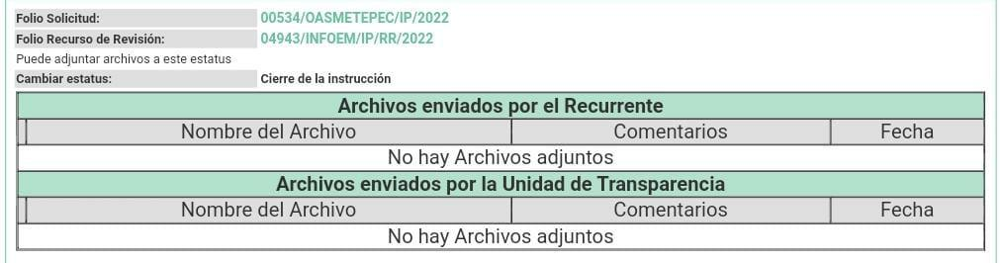 Folio Solicitud: 00534/OASMETEPEC/IP/2022
Folio Recurso de Revisión: 04943/INFOEM/IP/RR/2022
Puede adjuntar archivos a este estatus
Cambiar estatus: Cierre de la instrucción
Archivos enviados por el Recurrente
Nombre del Archivo Comentarios Fecha
No hay Archivos adjuntos
Archivos enviados por la Unidad de Transparencia
Nombre del Archivo Comentarios Fecha
No hay Archivos adjuntos